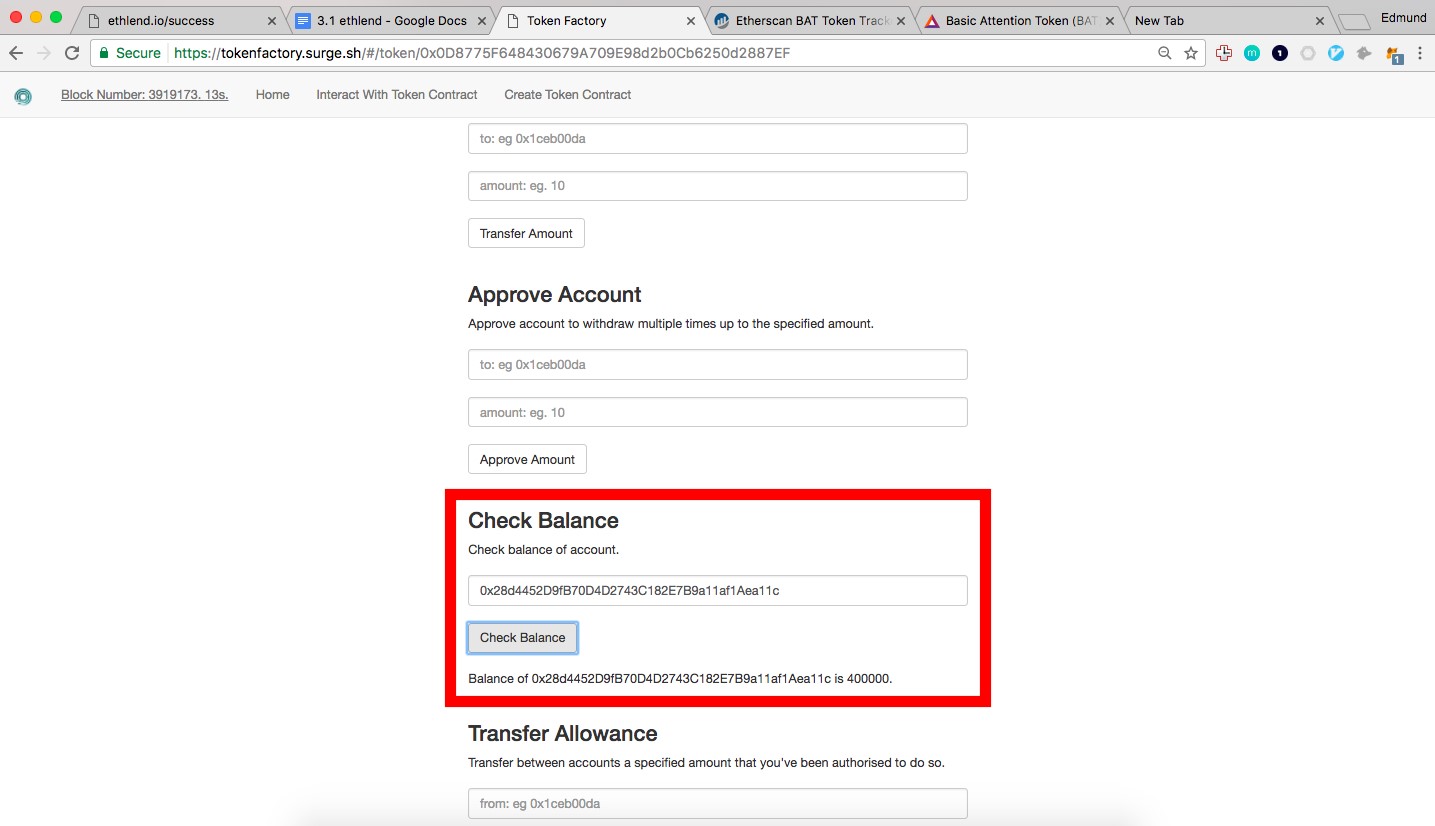 ethlend.io/success
3.1 ethlend - Google Docs
Token Factory
Etherscan BAT Token Track
Basic Attention Token (BAT
New Tab
Edmund
Secure
https://tokenfactory.surge.sh/#/token/0x0D8775F648430679A709E98d2b0Cb6250d2887EF
m
1
1
Block Number: 3919173. 13s.
Home
Interact With Token Contract
Create Token Contract
to: eg 0x1ceb00da
amount: eg. 10
Transfer Amount
Approve Account
Approve account to withdraw multiple times up to the specified amount.
to: eg 0x1ceb00da
amount: eg. 10
Approve Amount
Check Balance
Check balance of account.
0x28d4452D9fB70D4D2743C182E7B9a11af1Aea11c
Check Balance
Balance of 0x28d4452D9fB70D4D2743C182E7B9a11af1Aea11c is 400000.
Transfer Allowance
Transfer between accounts a specified amount that you've been authorised to do so.
from: eg 0x1ceb00da